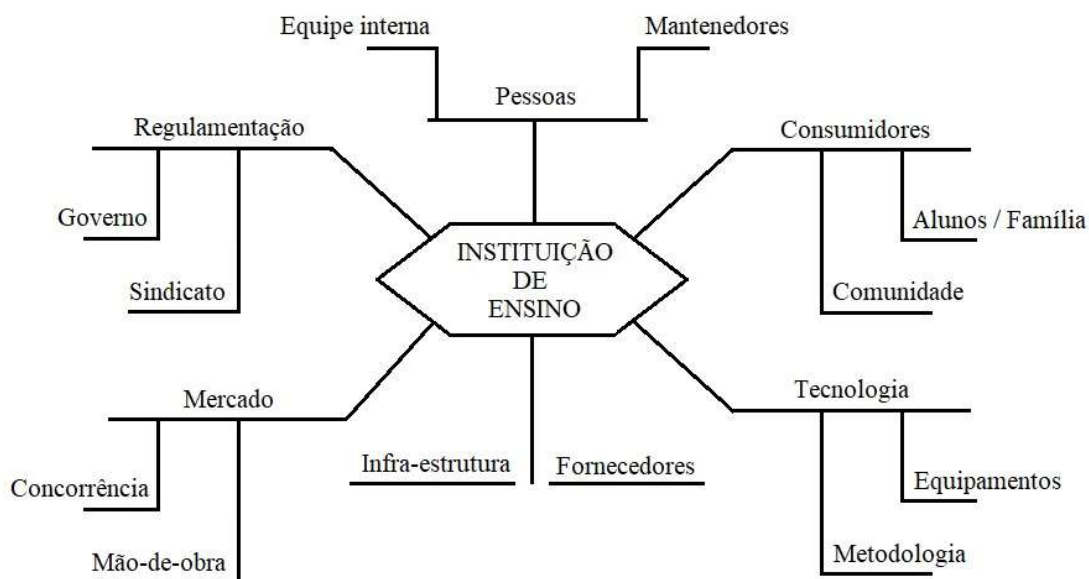 Equipe interna
Mantenedores
Pessoas
Regulamentação
Consumidores
Governo
Alunos / Família
Sindicato
Comunidade
INSTITUIÇÃO
DE
ENSINO
Mercado
Tecnologia
Infra-estrutura
Fornecedores
Concorrência
Equipamentos
Mão-de-obra
Metodologia